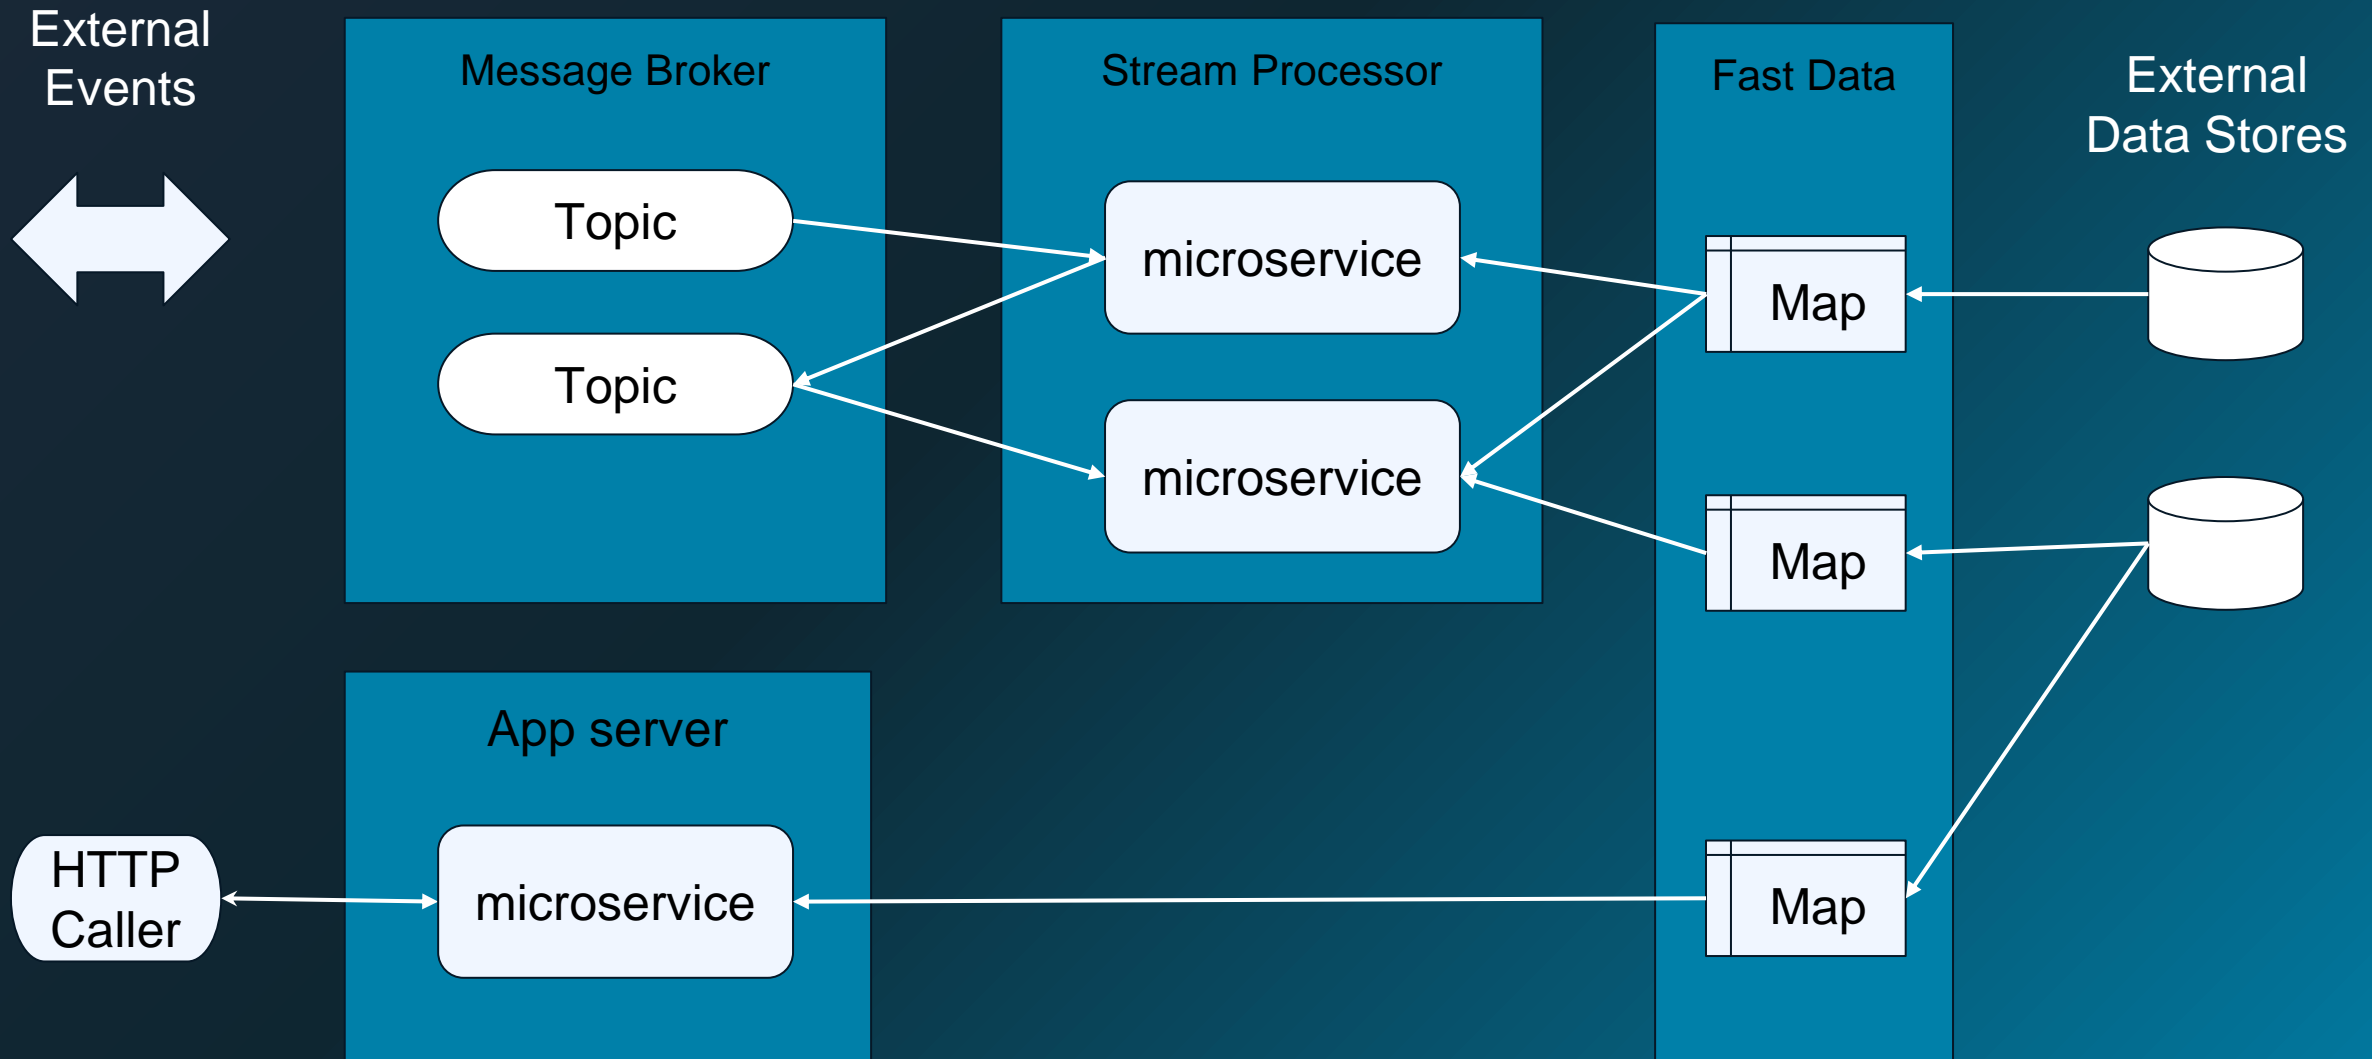 External
Events
Message Broker
Stream Processor
Fast Data
External
Data Stores
Topic
microservice
Map
Topic
microservice
Map
App server
HTTP
Caller
microservice
Map